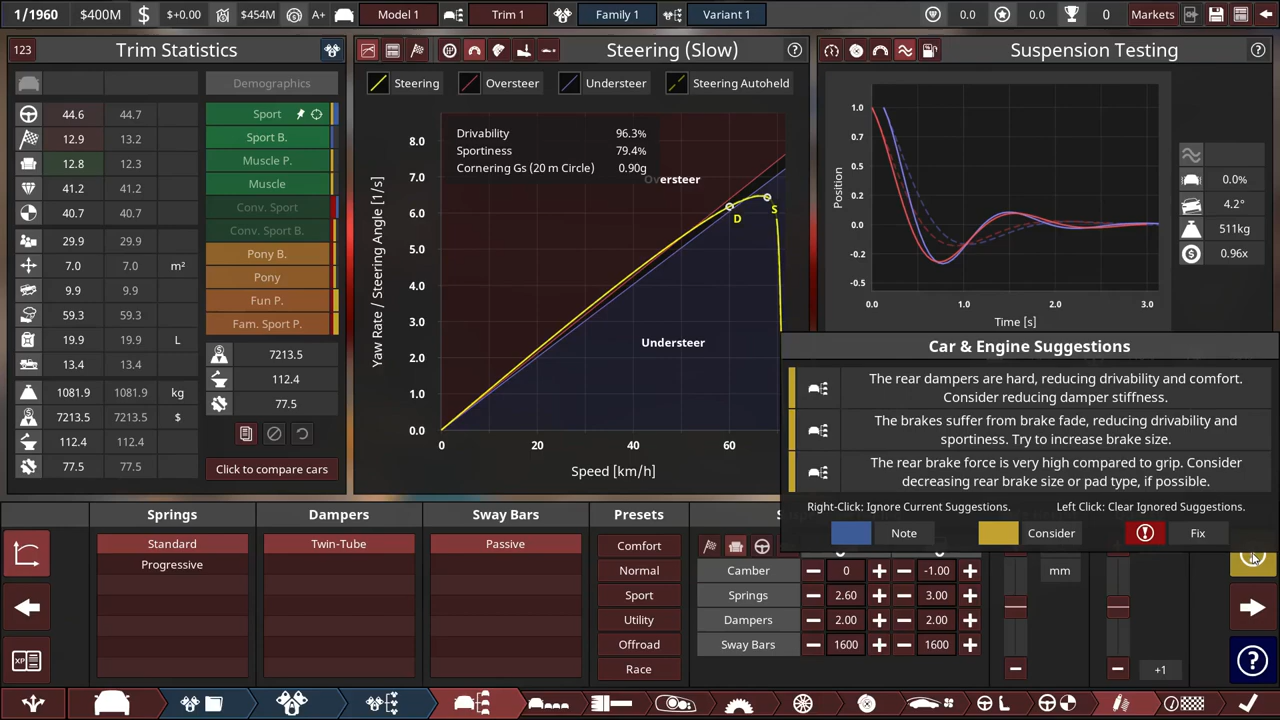 1/1960
$400M
$+0.00
$454M
A+
Model 1
Trim 1
Family 1
Variant 1
0.0
0.0
0
Markets
123
Trim Statistics
44.6 44.7
12.9 13.2
12.8 12.3
41.2 41.2
40.7 40.7
29.9 29.9
7.0 7.0 m²
9.9 9.9
59.3 59.3
19.9 19.9 L
13.4 13.4
1081.9 1081.9 kg
7213.5 7213.5 $
112.4 112.4
77.5 77.5
Demographics
Sport
Sport B.
Muscle P.
Muscle
Conv. Sport
Conv. Sport B.
Pony B.
Pony
Fun P.
Fam. Sport P.
7213.5
112.4
77.5
Click to compare cars
Steering (Slow)
?
Steering
Oversteer
Understeer
Steering Autoheld
Drivability 96.3%
Sportiness 79.4%
Cornering Gs (20 m Circle) 0.90g
Oversteer
Understeer
D
S
Yaw Rate / Steering Angle [1/s]
8.0
7.0
6.0
5.0
4.0
3.0
2.0
1.0
0.0
0 20 40 60
Speed [km/h]
Suspension Testing
?
Position
1.0
0.7
0.5
0.2
0.0
-0.2
-0.5
0.0 1.0 2.0 3.0
Time [s]
0.0%
4.2°
511kg
0.96x
Car & Engine Suggestions
The rear dampers are hard, reducing drivability and comfort.
Consider reducing damper stiffness.
The brakes suffer from brake fade, reducing drivability and
sportiness. Try to increase brake size.
The rear brake force is very high compared to grip. Consider
decreasing rear brake size or pad type, if possible.
Right-Click: Ignore Current Suggestions.
Left Click: Clear Ignored Suggestions.
Note
Consider
Fix
Springs
Standard
Progressive
Dampers
Twin-Tube
Sway Bars
Passive
Presets
Comfort
Normal
Sport
Utility
Offroad
Race
Camber 0 -1.00
Springs 2.60 3.00
Dampers 2.00 2.00
Sway Bars 1600 1600
mm
+1
XP
?